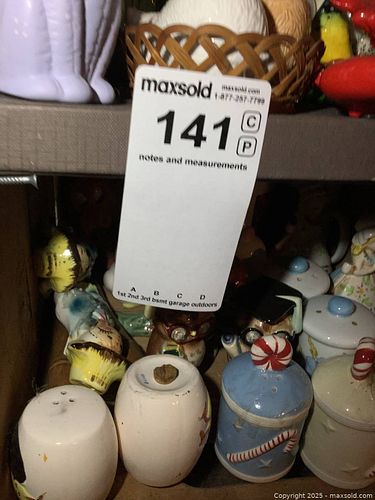 maxsold
maxsold.com
1-877-257-7799
141
C
P
notes and measurements
A B C D
1st 2nd 3rd bsmt garage outdoors
Copyright 2025 - maxsold.com